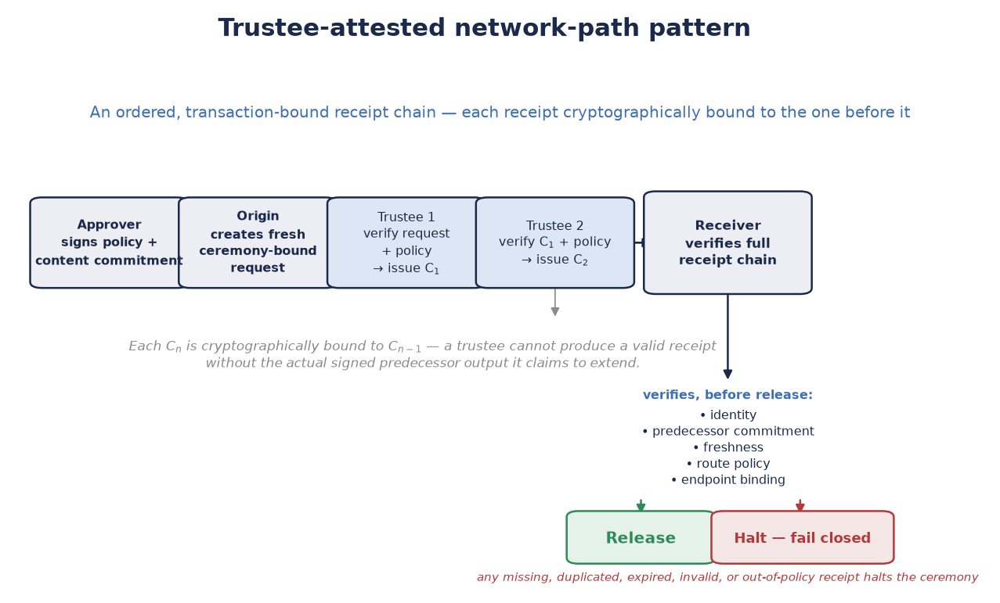 Trustee-attested network-path pattern
An ordered, transaction-bound receipt chain — each receipt cryptographically bound to the one before it
Approver
signs policy +
content commitment
Origin
creates fresh
ceremony-bound
request
Trustee 1
verify request
+ policy
→ issue C₁
Trustee 2
verify C₁ + policy
→ issue C₂
Receiver
verifies full
receipt chain
Each Cₙ is cryptographically bound to Cₙ₋₁ — a trustee cannot produce a valid receipt
without the actual signed predecessor output it claims to extend.
verifies, before release:
• identity
• predecessor commitment
• freshness
• route policy
• endpoint binding
Release
Halt — fail closed
any missing, duplicated, expired, invalid, or out-of-policy receipt halts the ceremony